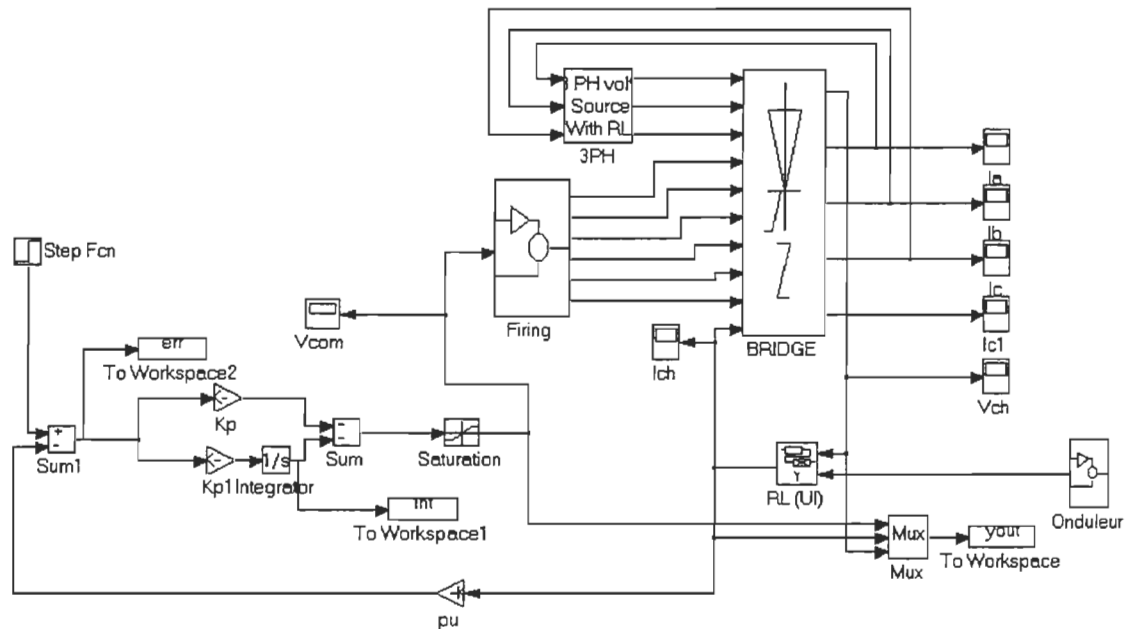 3 PH vol
Source
With RL
3PH
Ia
Ib
Ic
Ic1
Vch
Step Fcn
Vcom
Firing
Ich
BRIDGE
err
To Workspace2
Kp
+
-
Sum1
Kp1
1/s
Integrator
-
-
Sum
Saturation
int
To Workspace1
Y
RL (UI)
Onduleur
Mux
Mux
yout
To Workspace
pu